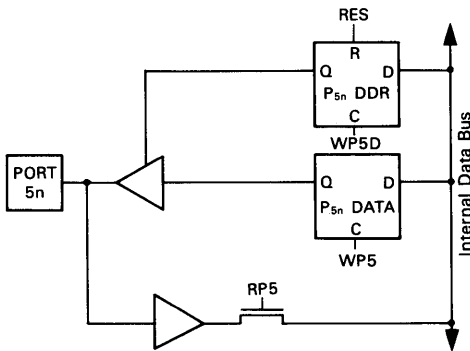 RES
R
Q D
P5n DDR
C
WP5D
PORT
5n
Q D
P5n DATA
C
WP5
RP5
Internal Data Bus